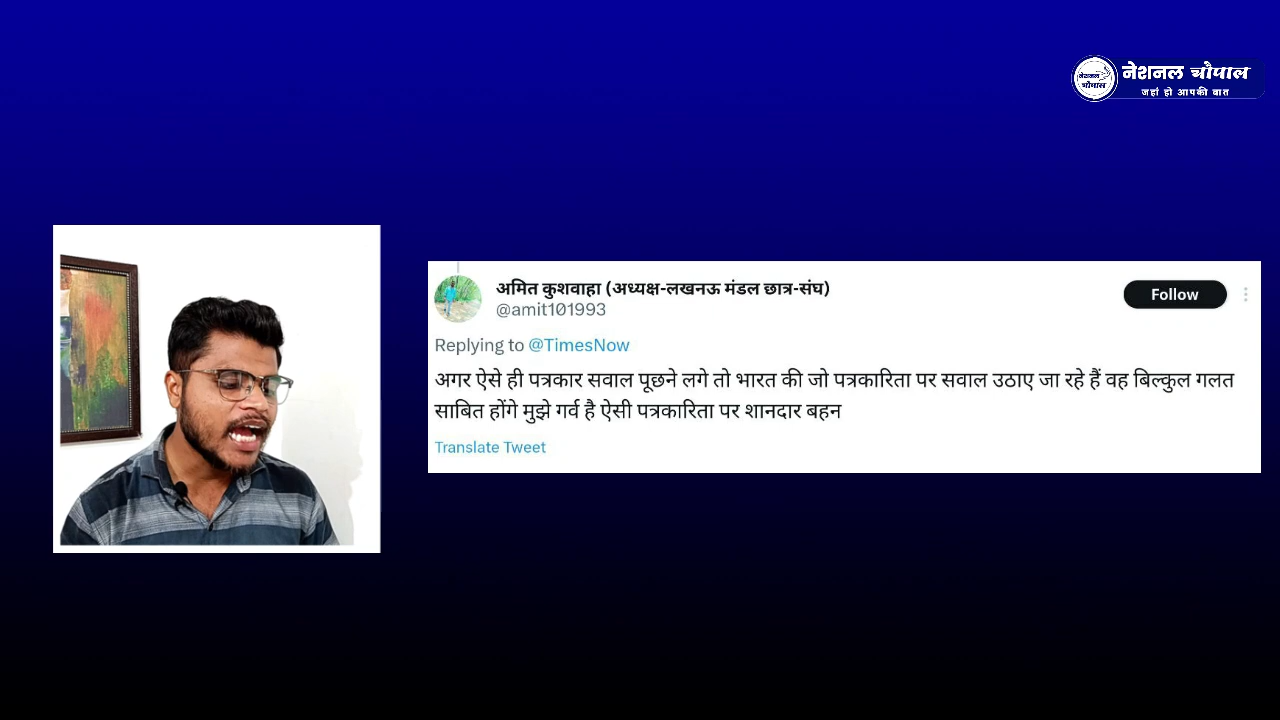 नेशनल चौपाल
नेशनल चौपाल
जहां हो आपकी बात
अमित कुशवाहा (अध्यक्ष-लखनऊ मंडल छात्र-संघ)
@amit101993
Follow
Replying to @TimesNow
अगर ऐसे ही पत्रकार सवाल पूछने लगे तो भारत की जो पत्रकारिता पर सवाल उठाए जा रहे हैं वह बिल्कुल गलत
साबित होंगे मुझे गर्व है ऐसी पत्रकारिता पर शानदार बहन
Translate Tweet